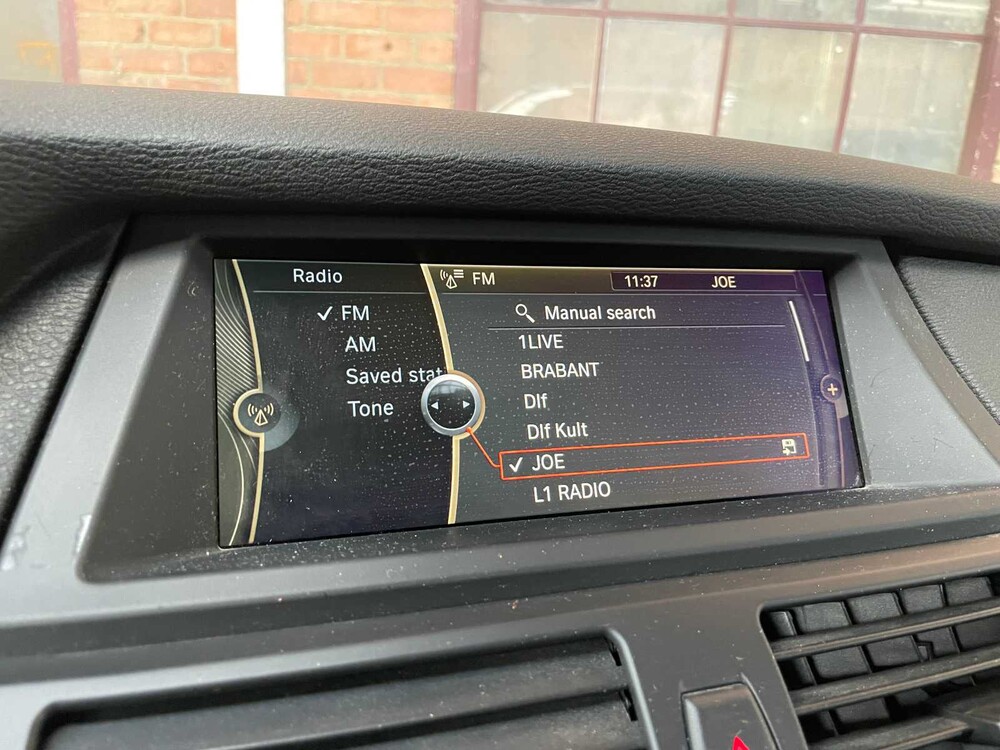 Radio
FM
AM
Saved stat
Tone
FM 11:37 JOE
Manual search
1LIVE
BRABANT
Dlf
Dlf Kult
JOE
L1 RADIO